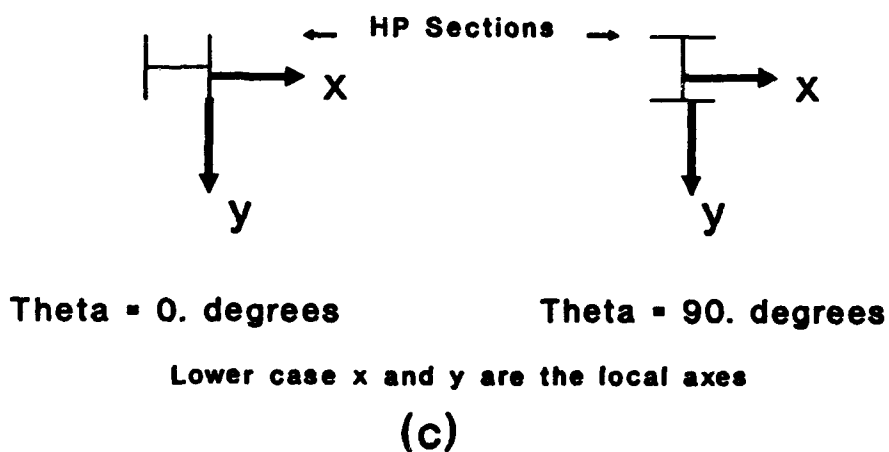 HP Sections
x
x
y
y
Theta = 0. degrees
Theta = 90. degrees
Lower case x and y are the local axes
(c)